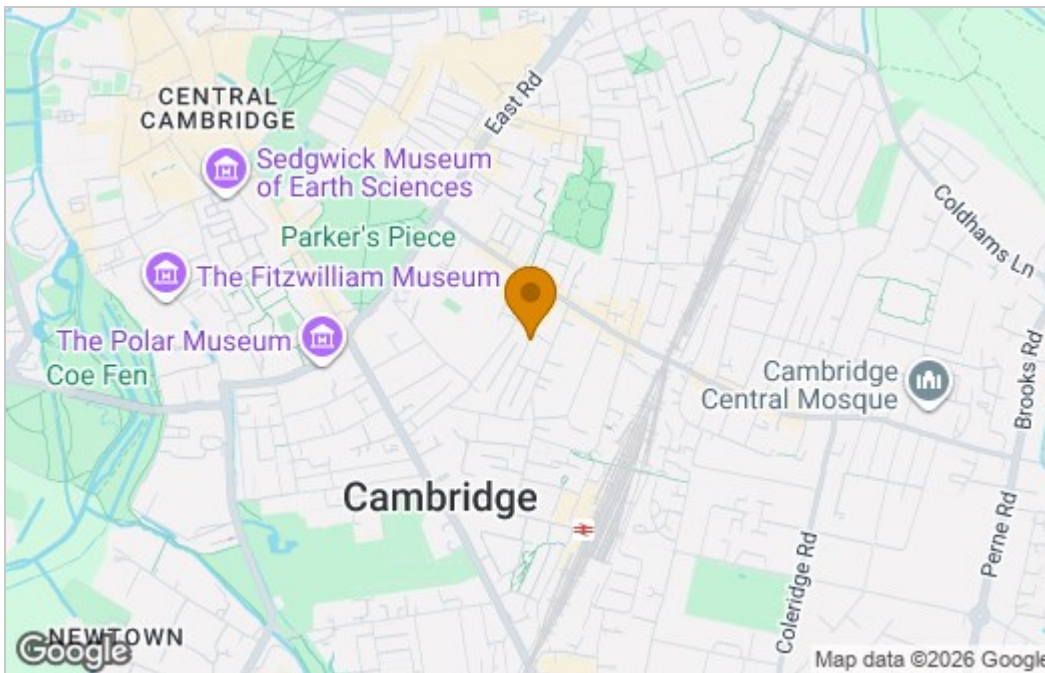 CENTRAL
CAMBRIDGE
East Rd
Sedgwick Museum
of Earth Sciences
Parker's Piece
Coldhams Ln
The Fitzwilliam Museum
The Polar Museum
Coe Fen
Cambridge
Central Mosque
Brooks Rd
Cambridge
Coleridge Rd
Perne Rd
NEWTOWN
Google
Map data ©2026 Google